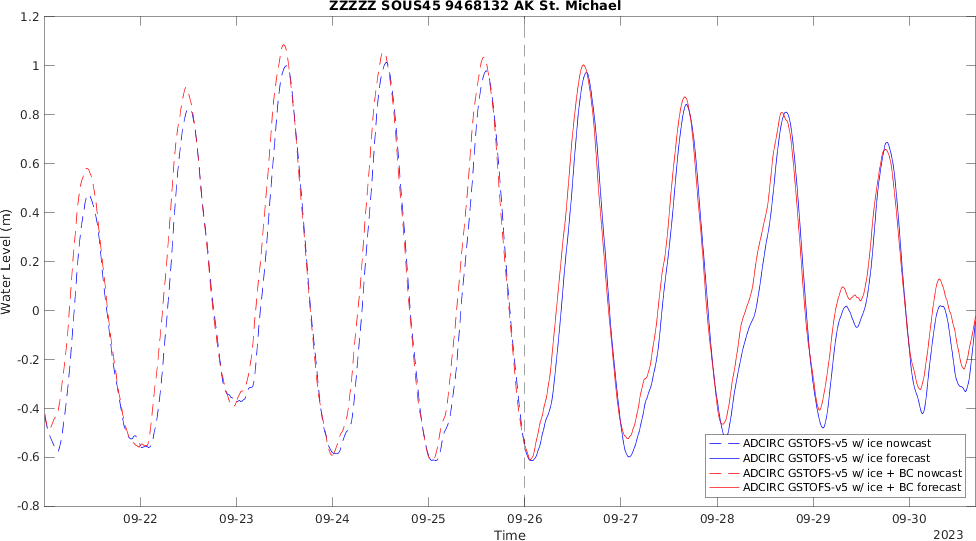 ZZZZZ SOUS45 9468132 AK St. Michael
1.2
1
0.8
0.6
0.4
0.2
0
-0.2
-0.4
-0.6
-0.8
Water Level (m)
ADCIRC GSTOFS-v5 w/ ice nowcast
ADCIRC GSTOFS-v5 w/ ice forecast
ADCIRC GSTOFS-v5 w/ ice + BC nowcast
ADCIRC GSTOFS-v5 w/ ice + BC forecast
09-22 09-23 09-24 09-25 09-26 09-27 09-28 09-29 09-30
Time
2023